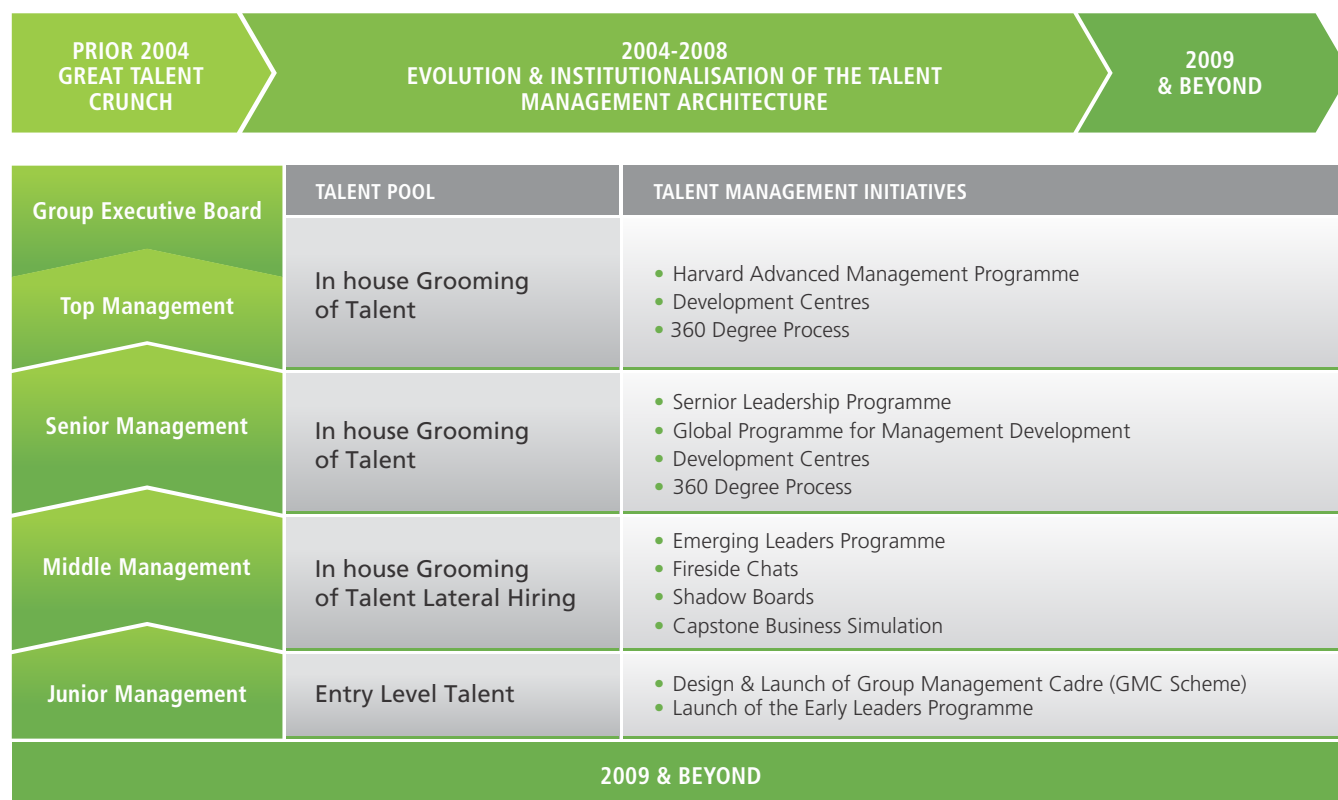 PRIOR 2004
GREAT TALENT
CRUNCH
2004-2008
EVOLUTION & INSTITUTIONALISATION OF THE TALENT
MANAGEMENT ARCHITECTURE
2009
& BEYOND
Group Executive Board
TALENT POOL
TALENT MANAGEMENT INITIATIVES
Top Management
In house Grooming
of Talent
• Harvard Advanced Management Programme
• Development Centres
• 360 Degree Process
Senior Management
In house Grooming
of Talent
• Sernior Leadership Programme
• Global Programme for Management Development
• Development Centres
• 360 Degree Process
Middle Management
In house Grooming
of Talent Lateral Hiring
• Emerging Leaders Programme
• Fireside Chats
• Shadow Boards
• Capstone Business Simulation
Junior Management
Entry Level Talent
• Design & Launch of Group Management Cadre (GMC Scheme)
• Launch of the Early Leaders Programme
2009 & BEYOND